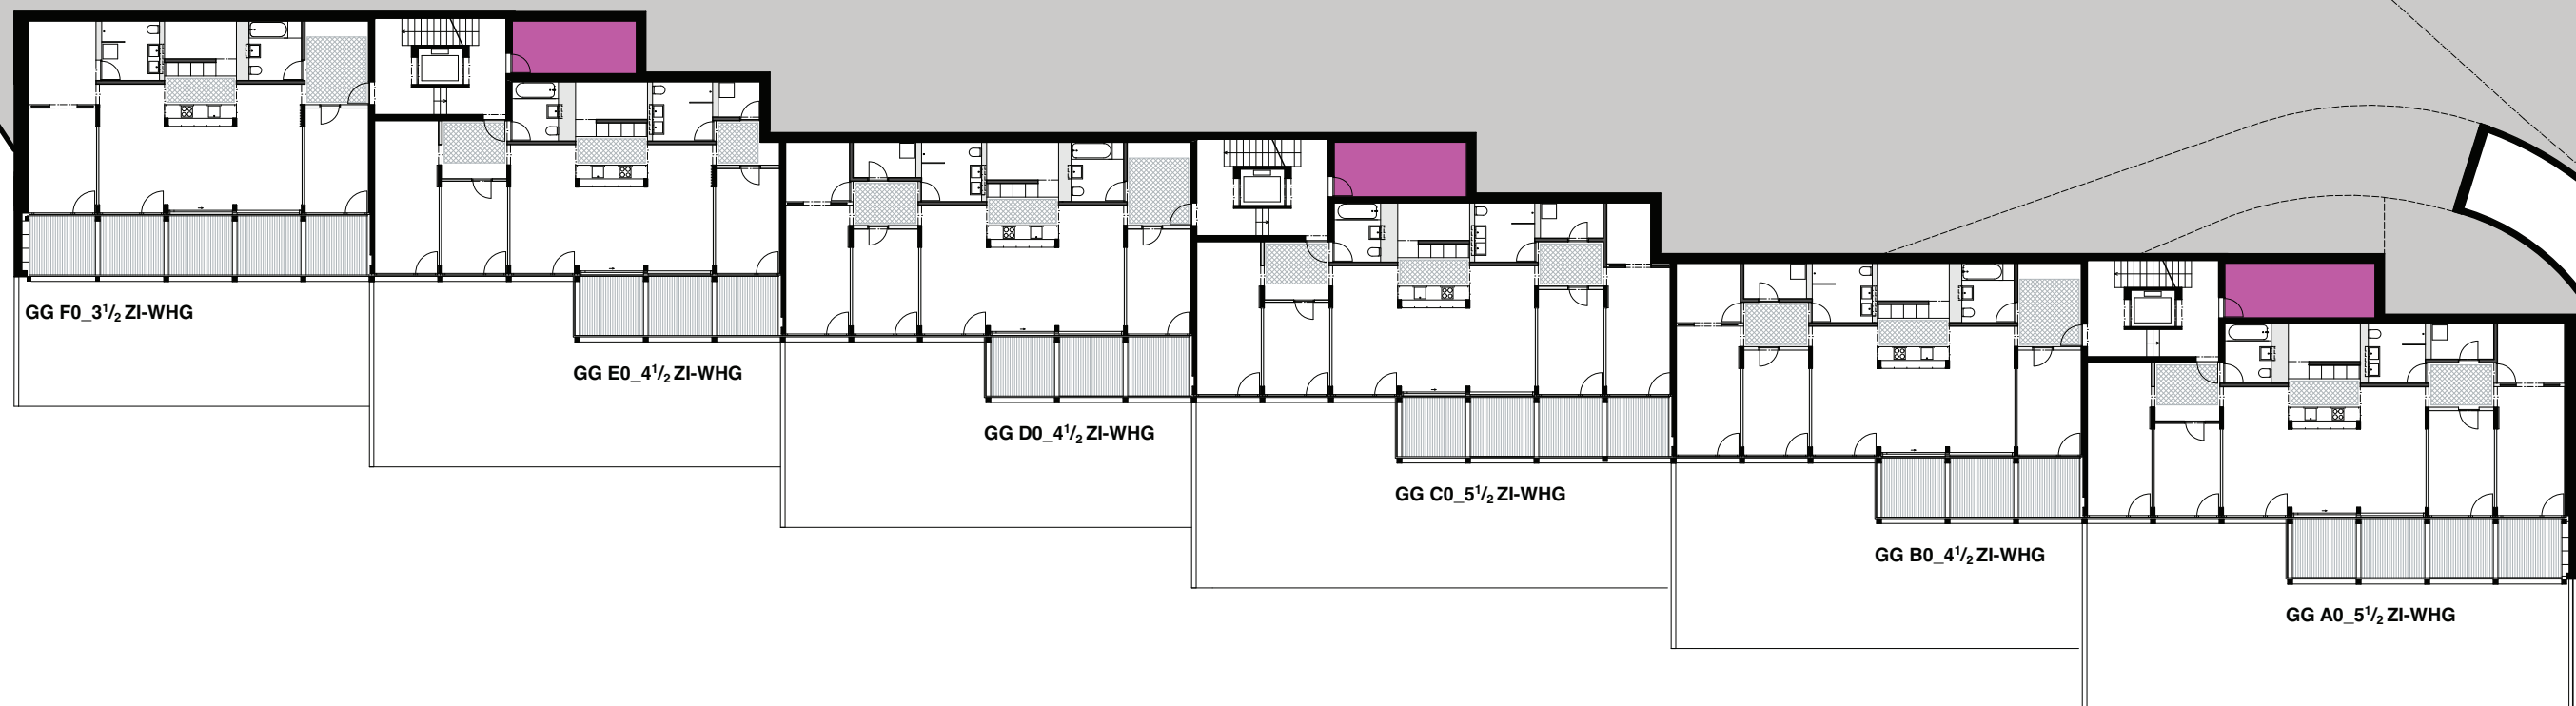 GG F0_3½ ZI-WHG
GG E0_4½ ZI-WHG
GG D0_4½ ZI-WHG
GG C0_5½ ZI-WHG
GG B0_4½ ZI-WHG
GG A0_5½ ZI-WHG